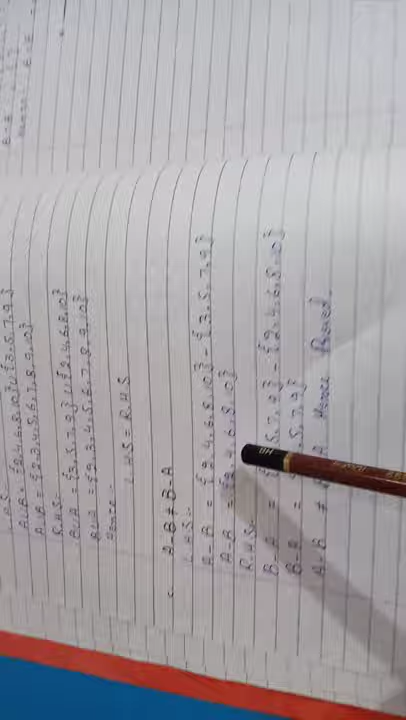 L.H.S
A∪B = {2,4,6,8,10} ∪ {3,5,7,9}
A∪B = {2,3,4,5,6,7,8,9,10}
R.H.S:-
B∪A = {3,5,7,9} ∪ {2,4,6,8,10}
B∪A = {2,3,4,5,6,7,8,9,10}
Hence:-
L.H.S = R.H.S
A-B ≠ B-A
L.H.S:-
A-B = {2,4,6,8,10} - {3,5,7,9}
A-B = {2,4,6,8,10}
R.H.S:-
B-A = 5,7,9} - {2,4,6,8,10}
B-A = 5,7,9}
A-B ≠ A Hence Proved.
HB